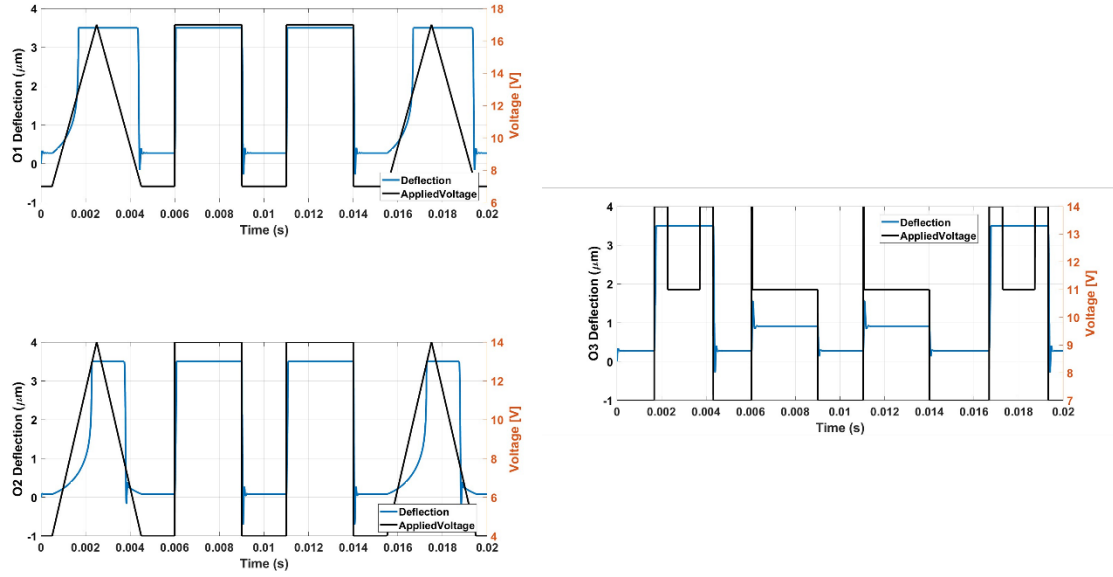 4
3
2
1
0
-1
O1 Deflection (μm)
18
16
14
12
10
8
6
Voltage [V]
Deflection
AppliedVoltage
0 0.002 0.004 0.006 0.008 0.01 0.012 0.014 0.016 0.018 0.02
Time (s)
4
3
2
1
0
-1
O3 Deflection (μm)
14
13
12
11
10
9
8
7
Voltage [V]
Deflection
AppliedVoltage
0 0.002 0.004 0.006 0.008 0.01 0.012 0.014 0.016 0.018 0.02
Time (s)
4
3
2
1
0
-1
O2 Deflection (μm)
14
12
10
8
6
4
Voltage [V]
Deflection
AppliedVoltage
0 0.002 0.004 0.006 0.008 0.01 0.012 0.014 0.016 0.018 0.02
Time (s)